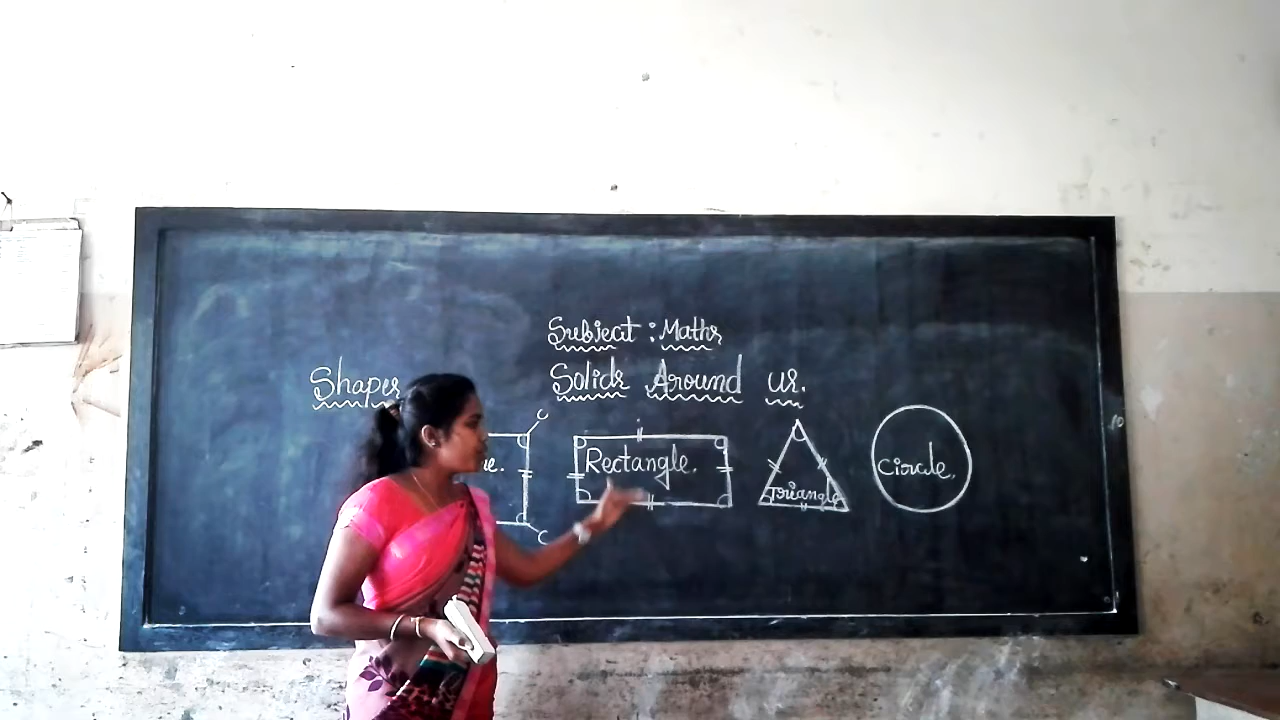 Subject : Maths
Shapes Solids Around us.
C
Rectangle.
Triangle
Circle.
C